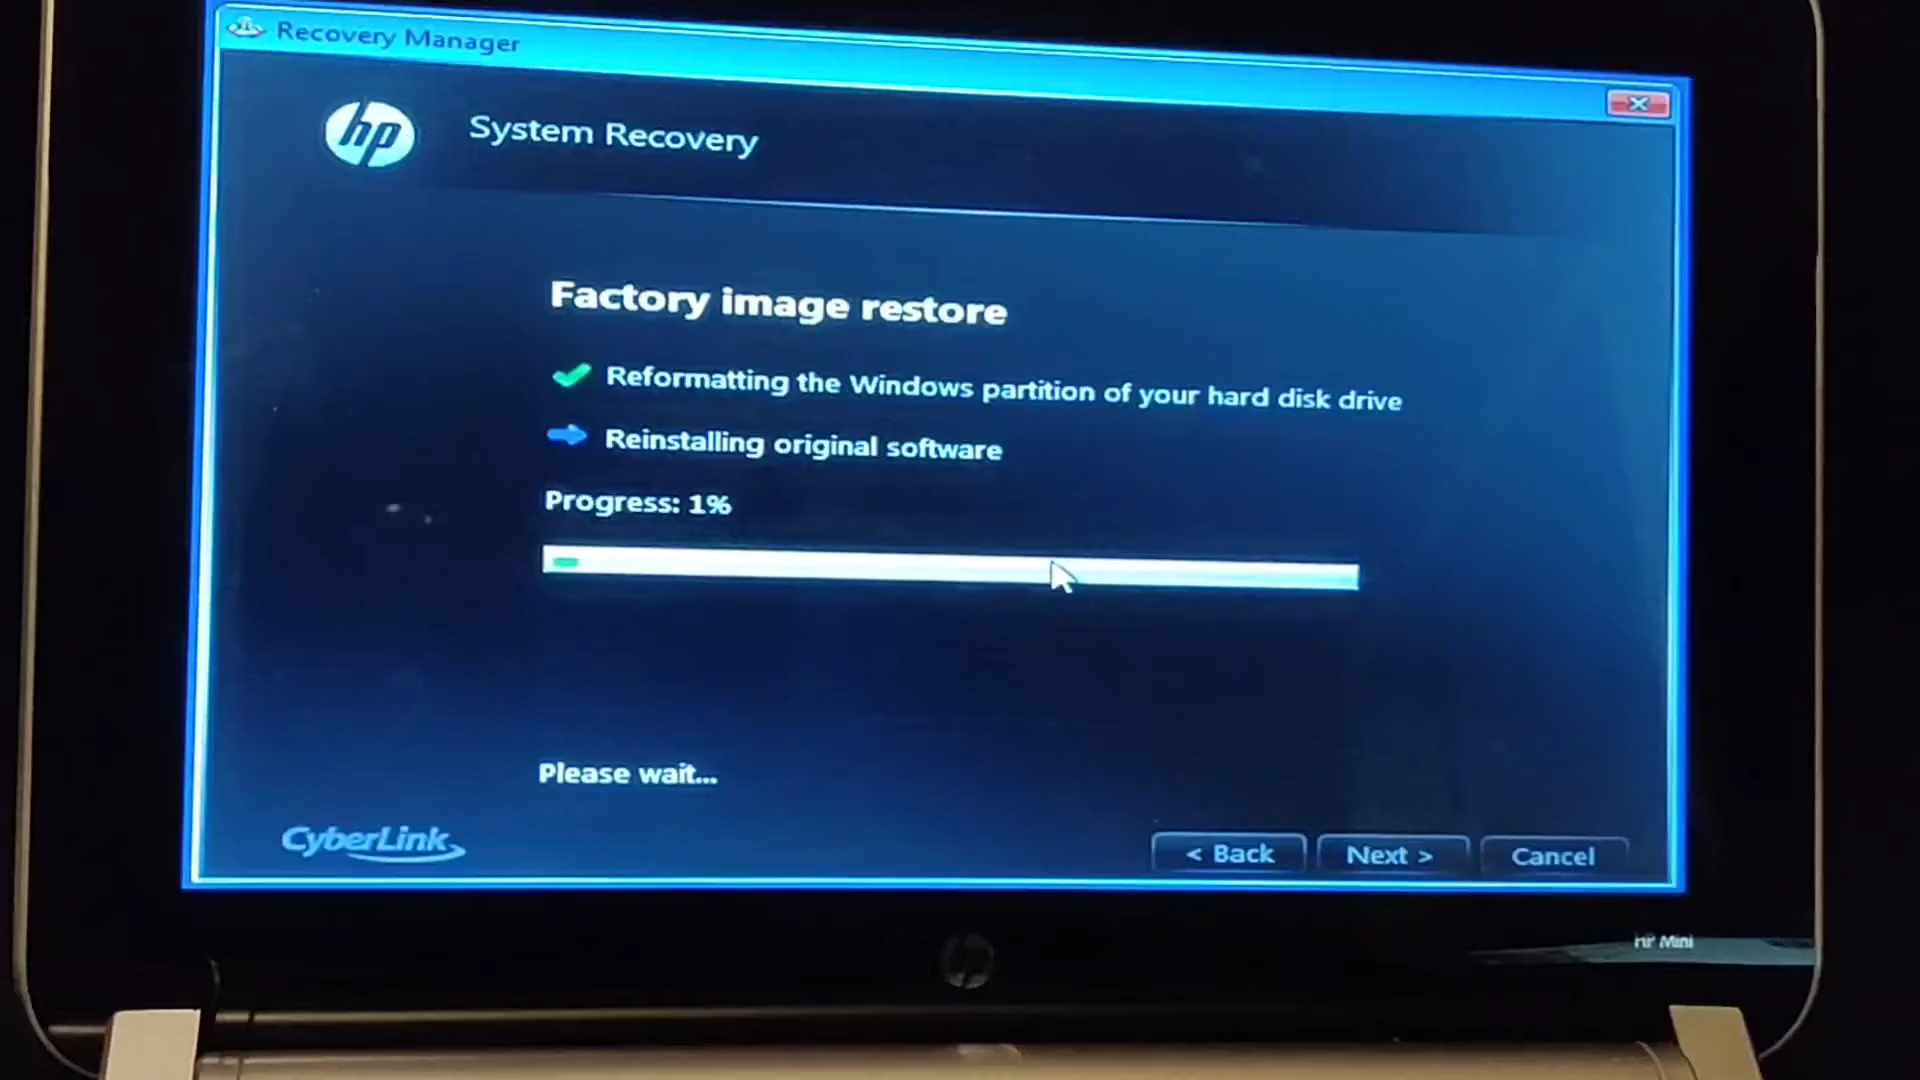 Recovery Manager
hp
System Recovery
Factory image restore
Reformatting the Windows partition of your hard disk drive
Reinstalling original software
Progress: 1%
Please wait...
CyberLink
< Back
Next >
Cancel
HP Mini
hp